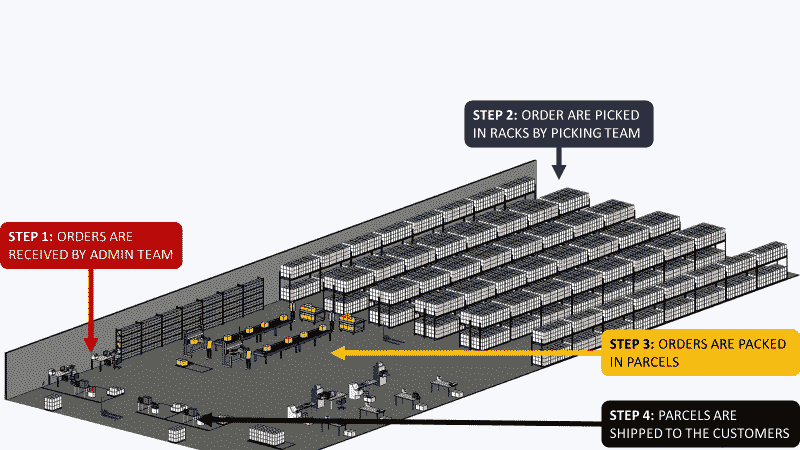 STEP 2: ORDER ARE PICKED
IN RACKS BY PICKING TEAM
STEP 1: ORDERS ARE
RECEIVED BY ADMIN TEAM
STEP 3: ORDERS ARE PACKED
IN PARCELS
STEP 4: PARCELS ARE
SHIPPED TO THE CUSTOMERS